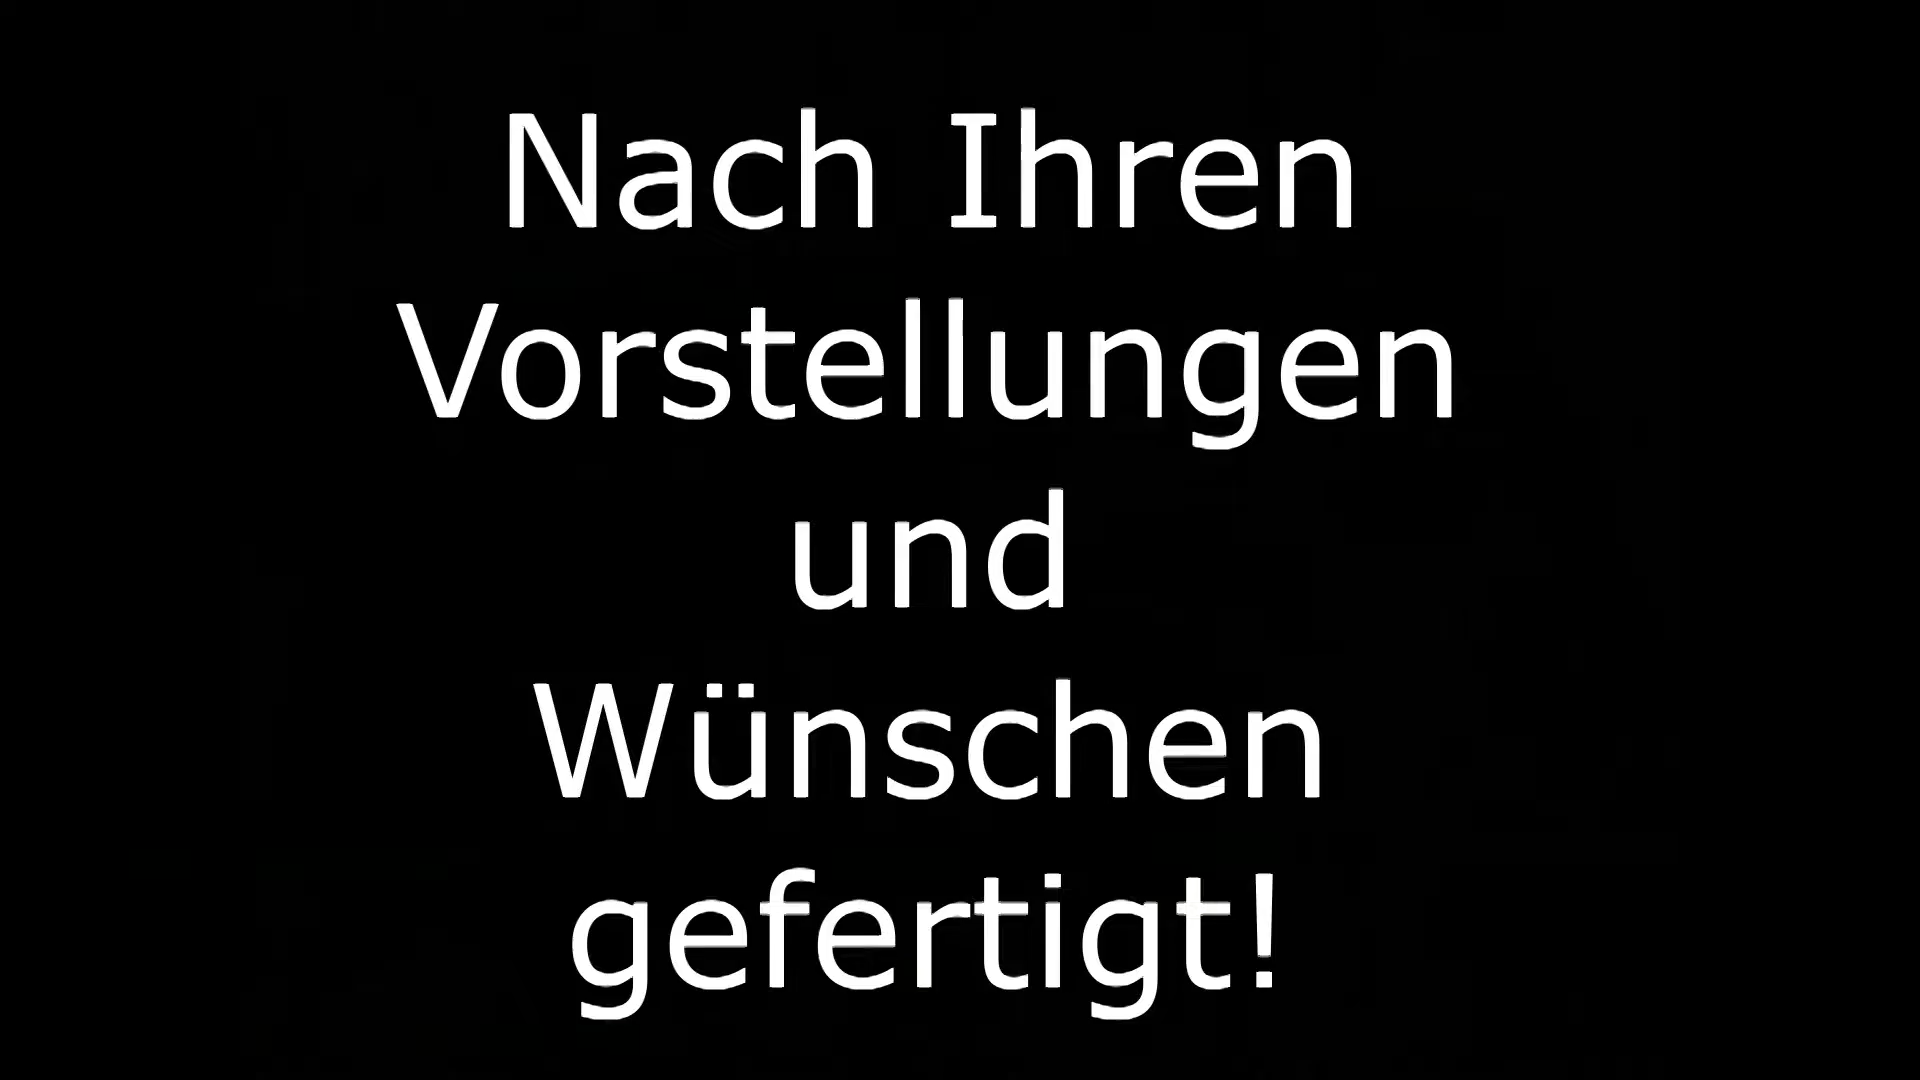 Nach Ihren
Vorstellungen
und
Wünschen
gefertigt!